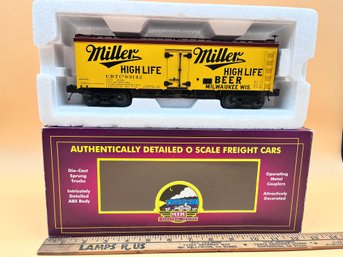 Miller
HIGH LIFE
Miller
HIGH LIFE
BEER
MILWAUKEE WIS.
AUTHENTICALLY DETAILED O SCALE FREIGHT CARS
Die-Cast
Sprung
Trucks
Intricately
Detailed
ABS Body
Operating
Metal
Couplers
Attractively
Decorated